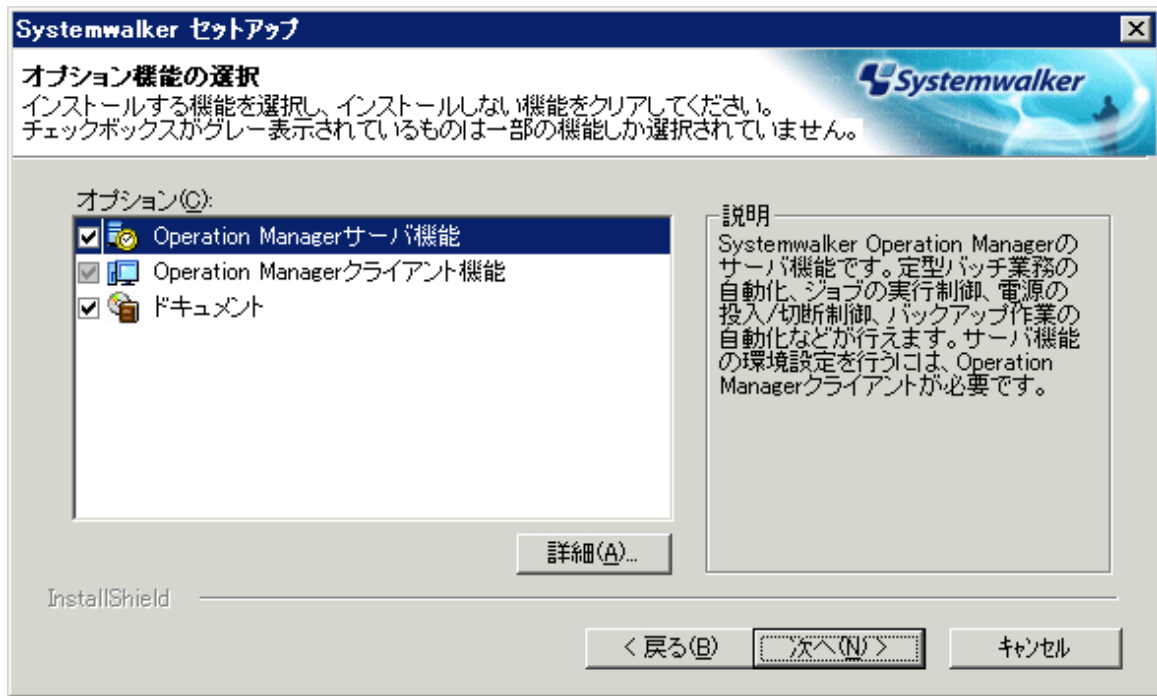 Systemwalker セットアップ
オプション機能の選択
インストールする機能を選択し、インストールしない機能をクリアしてください。
チェックボックスがグレー表示されているものは一部の機能しか選択されていません。
Systemwalker
オプション(C):
Operation Managerサーバ機能
Operation Managerクライアント機能
ドキュメント
説明
Systemwalker Operation Managerの
サーバ機能です。定型バッチ業務の
自動化、ジョブの実行制御、電源の
投入/切断制御、バックアップ作業の
自動化などが行えます。サーバ機能
の環境設定を行うには、Operation
Managerクライアントが必要です。
詳細(A)...
InstallShield
< 戻る(B)
次へ(N) >
キャンセル